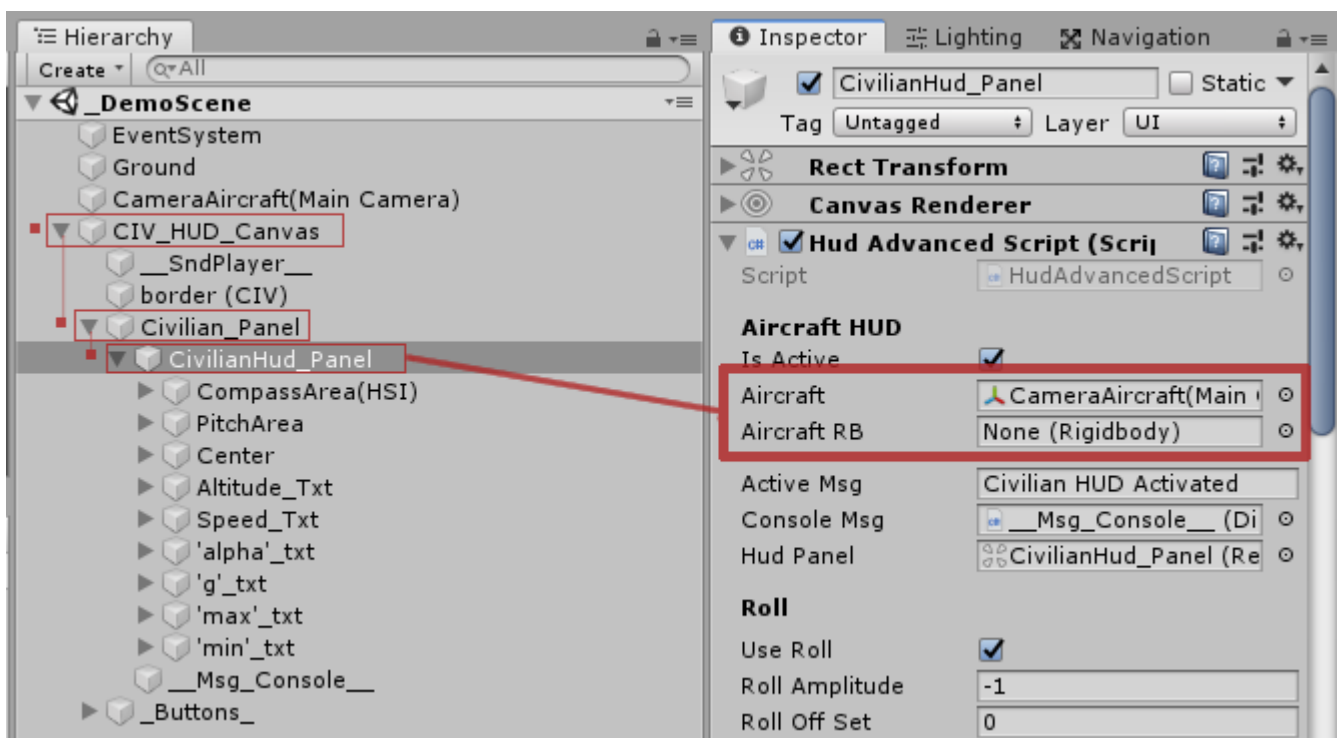 Hierarchy
Create
All
_DemoScene
EventSystem
Ground
CameraAircraft(Main Camera)
CIV_HUD_Canvas
__SndPlayer__
border (CIV)
Civilian_Panel
CivilianHud_Panel
CompassArea(HSI)
PitchArea
Center
Altitude_Txt
Speed_Txt
'alpha'_txt
'g'_txt
'max'_txt
'min'_txt
__Msg_Console__
_Buttons_
Inspector Lighting Navigation
CivilianHud_Panel Static
Tag Untagged Layer UI
Rect Transform
Canvas Renderer
c# Hud Advanced Script (Scrip
Script HudAdvancedScript
Aircraft HUD
Is Active
Aircraft CameraAircraft(Main
Aircraft RB None (Rigidbody)
Active Msg Civilian HUD Activated
Console Msg __Msg_Console__ (Di
Hud Panel CivilianHud_Panel (Re
Roll
Use Roll
Roll Amplitude -1
Roll Off Set 0